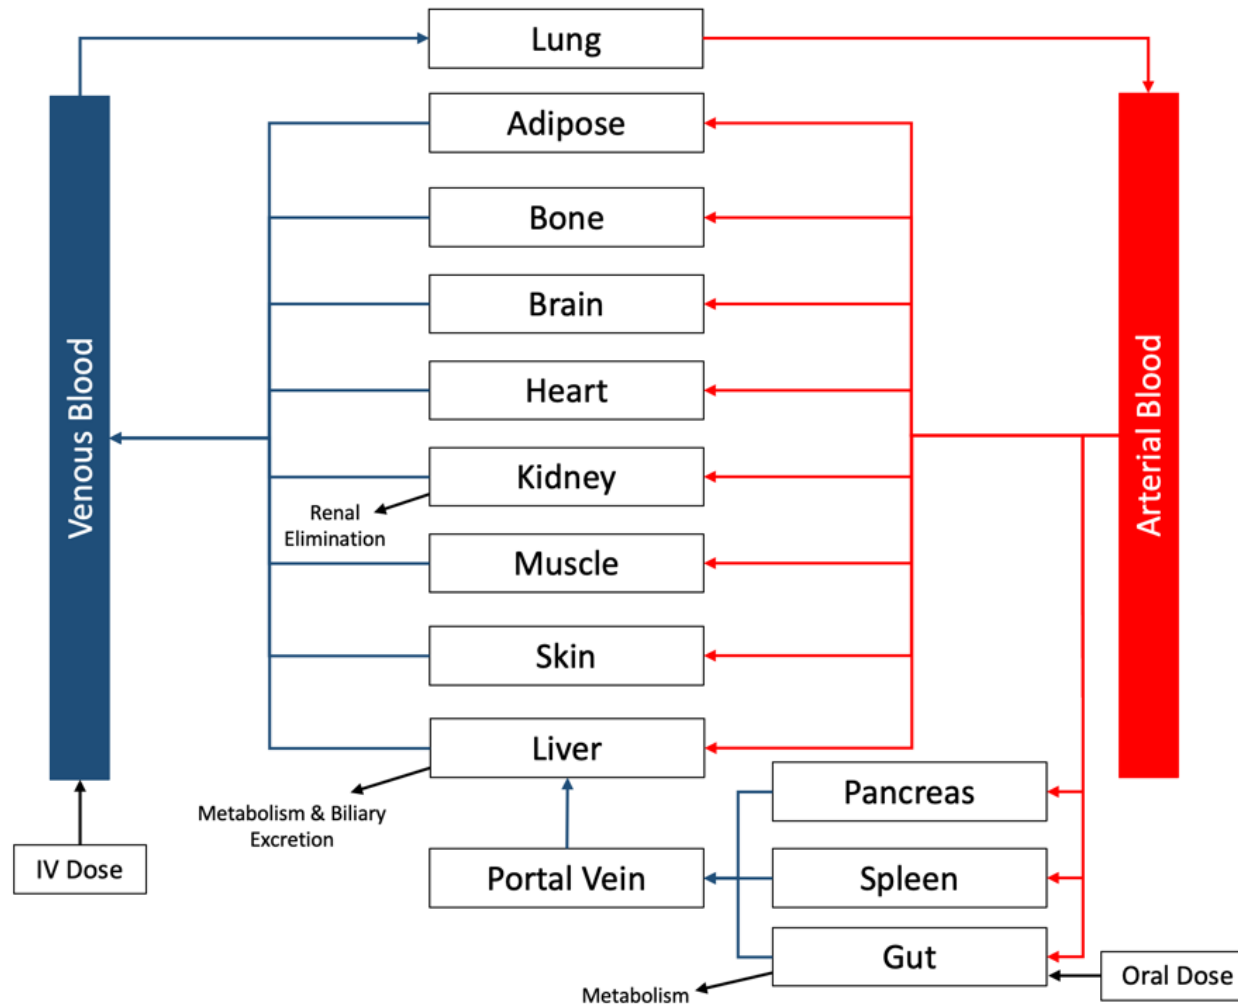 Lung
Adipose
Bone
Brain
Heart
Kidney
Renal
Elimination
Muscle
Skin
Liver
Metabolism & Biliary
Excretion
Portal Vein
Pancreas
Spleen
Gut
Metabolism
Venous Blood
Arterial Blood
IV Dose
Oral Dose